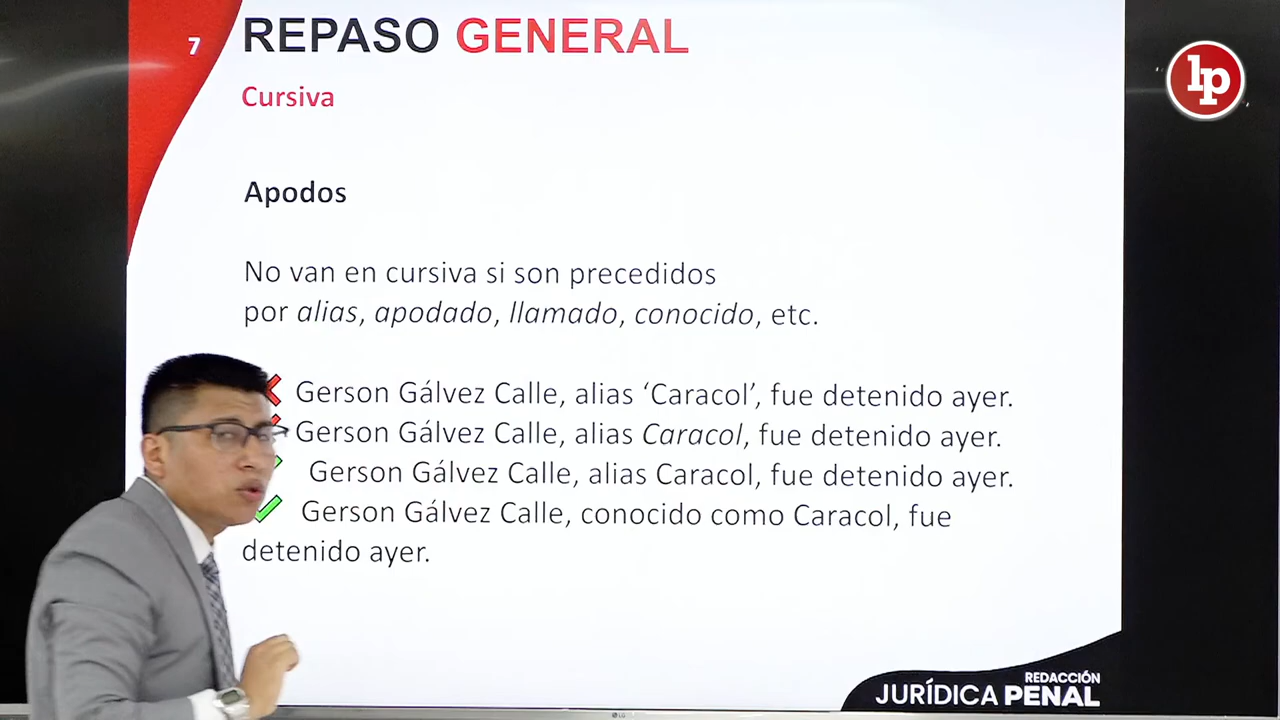 7
REPASO GENERAL
lp
Cursiva
Apodos
No van en cursiva si son precedidos
por alias, apodado, llamado, conocido, etc.
Gerson Gálvez Calle, alias ‘Caracol’, fue detenido ayer.
Gerson Gálvez Calle, alias Caracol, fue detenido ayer.
Gerson Gálvez Calle, alias Caracol, fue detenido ayer.
Gerson Gálvez Calle, conocido como Caracol, fue
detenido ayer.
REDACCIÓN
JURÍDICA PENAL
LG